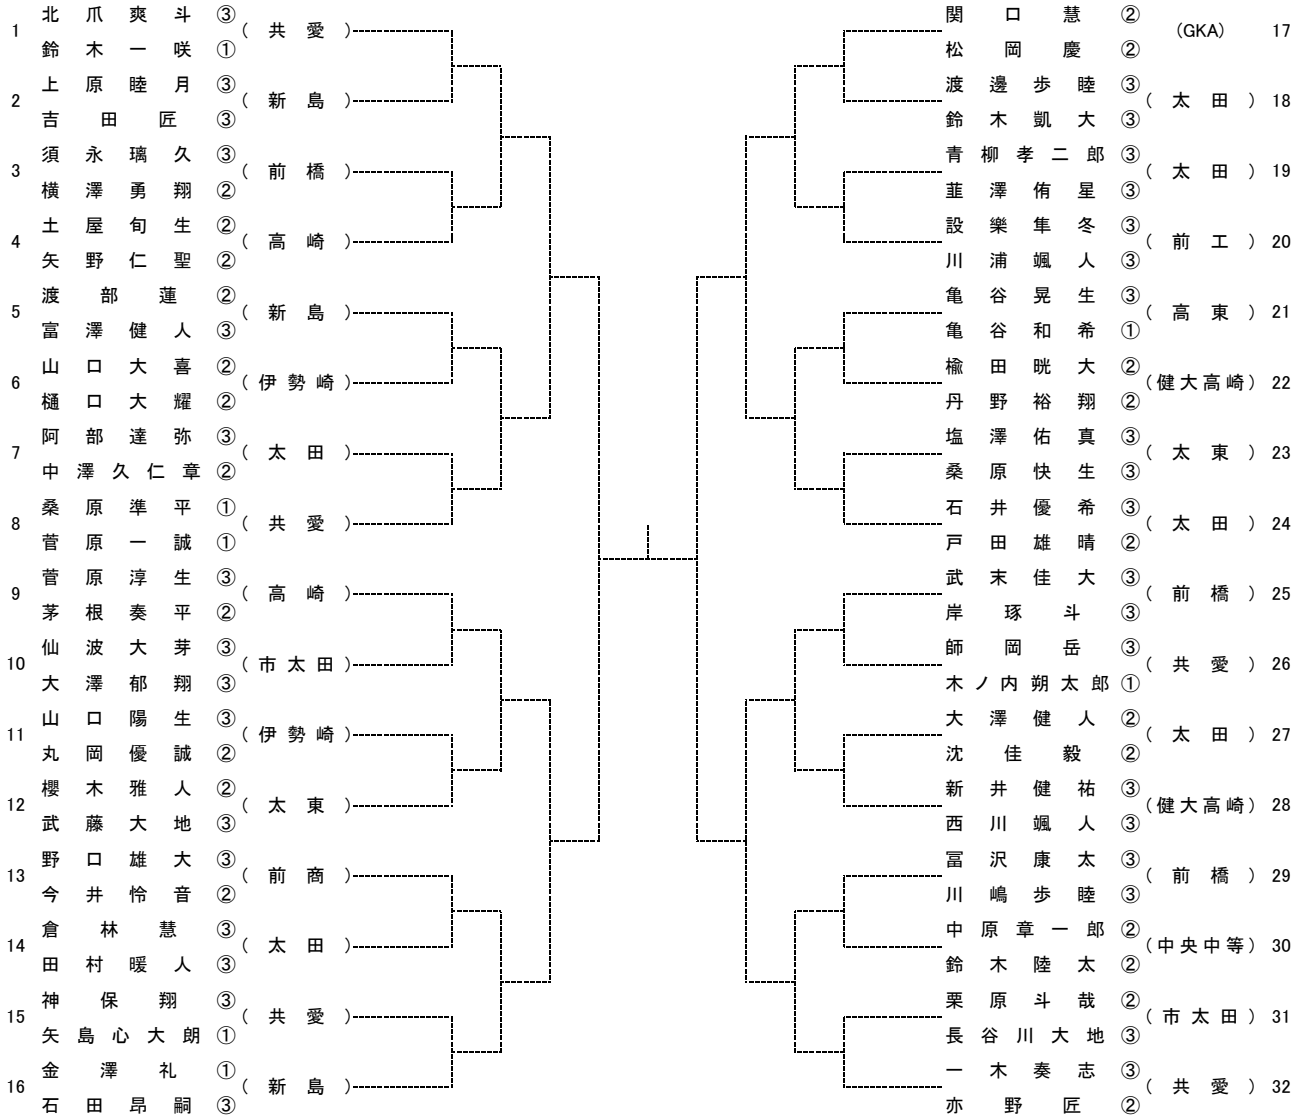 北爪爽斗 ③
1 (共愛)
鈴木一咲 ①
上原睦月 ③
2 (新島)
吉田匠 ③
須永璃久 ③
3 (前橋)
横澤勇翔 ②
土屋旬生 ②
4 (高崎)
矢野仁聖 ②
渡部蓮 ②
5 (新島)
富澤健人 ③
山口大喜 ②
6 (伊勢崎)
樋口大耀 ②
阿部達弥 ③
7 (太田)
中澤久仁章 ②
桑原準平 ①
8 (共愛)
菅原一誠 ①
菅原淳生 ③
9 (高崎)
茅根奏平 ②
仙波大芽 ③
10 (市太田)
大澤郁翔 ③
山口陽生 ③
11 (伊勢崎)
丸岡優誠 ②
櫻木雅人 ②
12 (太東)
武藤大地 ③
野口雄大 ③
13 (前商)
今井怜音 ②
倉林慧 ③
14 (太田)
田村暖人 ③
神保翔 ③
15 (共愛)
矢島心大朗 ①
金澤礼 ①
16 (新島)
石田昂嗣 ③
関口慧 ②
(GKA) 17
松岡慶 ②
渡邊歩睦 ③
(太田) 18
鈴木凱大 ③
青柳孝二郎 ③
(太田) 19
韮澤侑星 ③
設樂隼冬 ③
(前工) 20
川浦颯人 ③
亀谷晃生 ③
(高東) 21
亀谷和希 ①
楡田晄大 ②
(健大高崎) 22
丹野裕翔 ②
塩澤佑真 ③
(太東) 23
桑原快生 ③
石井優希 ③
(太田) 24
戸田雄晴 ②
武末佳大 ③
(前橋) 25
岸琢斗 ③
師岡岳 ③
(共愛) 26
木ノ内朔太郎 ①
大澤健人 ②
(太田) 27
沈佳毅 ②
新井健祐 ③
(健大高崎) 28
西川颯人 ③
冨沢康太 ③
(前橋) 29
川嶋歩睦 ③
中原章一郎 ②
(中央中等) 30
鈴木陸太 ②
栗原斗哉 ②
(市太田) 31
長谷川大地 ③
一木奏志 ③
(共愛) 32
亦野匠 ②